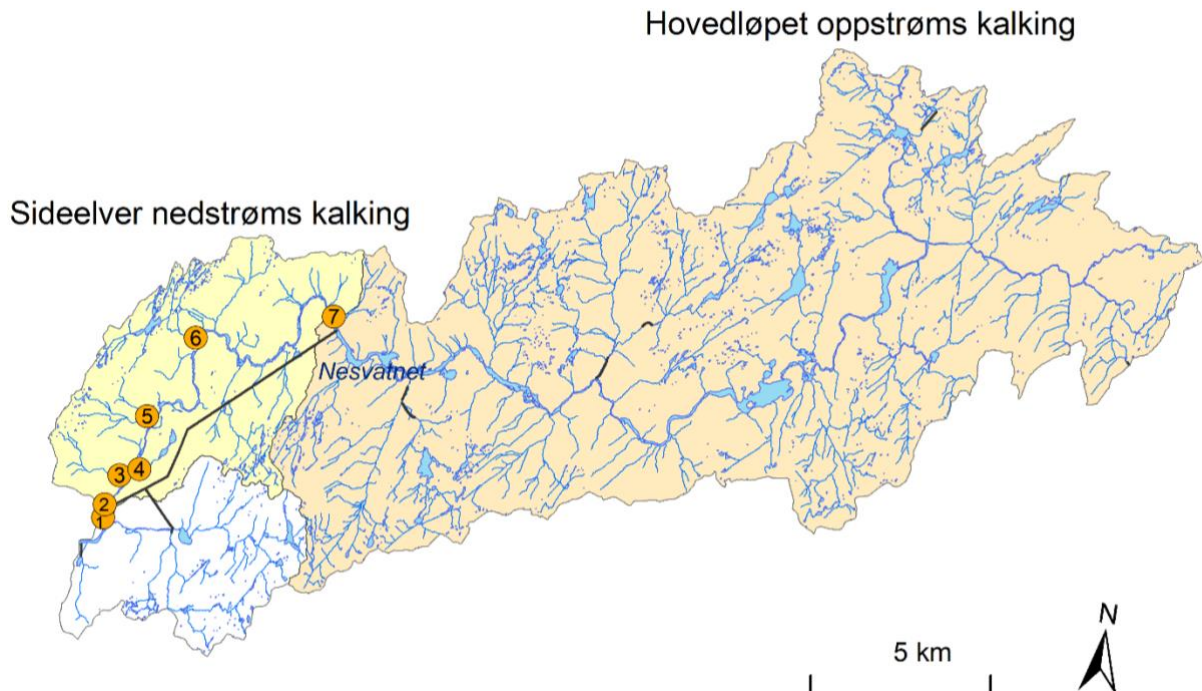 Hovedløpet oppstrøms kalking
Sideelver nedstrøms kalking
7
6
Nesvatnet
5
3 4
2
1
N
5 km